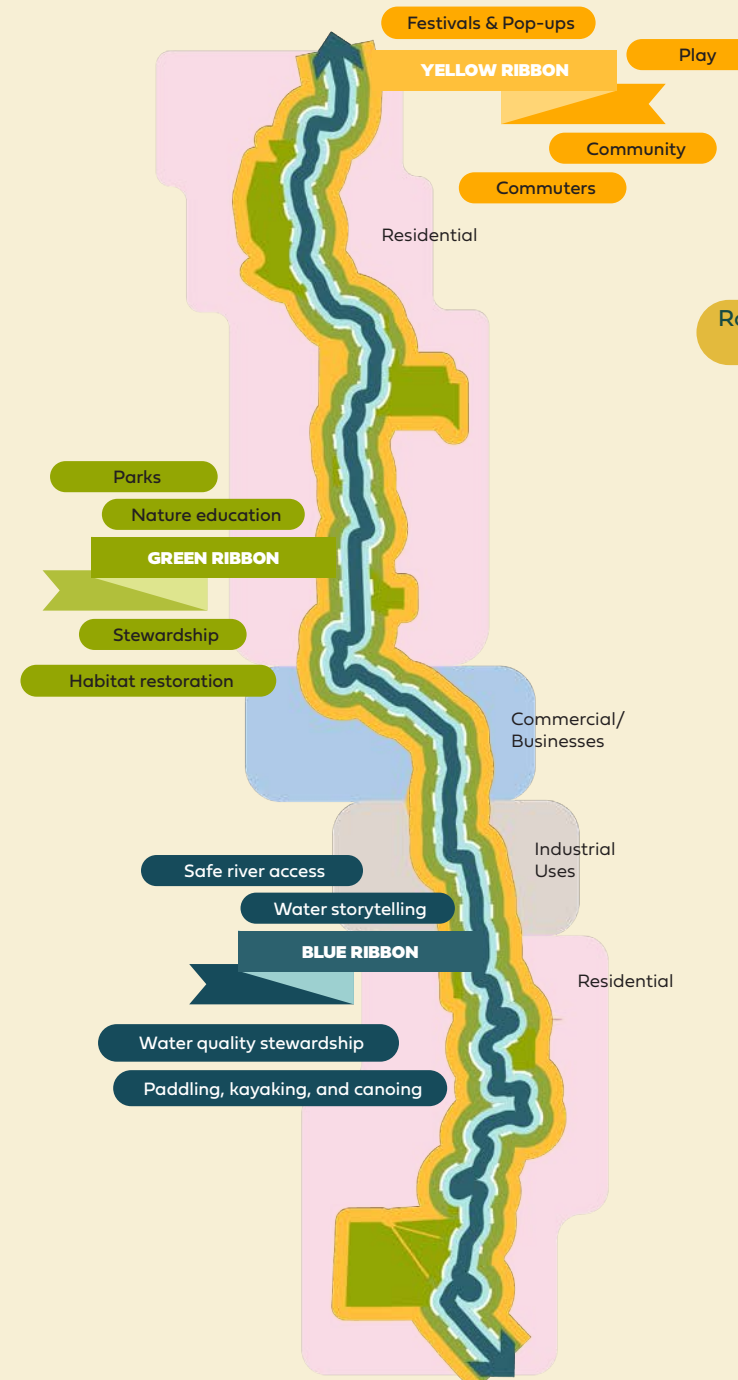 Festivals & Pop-ups
YELLOW RIBBON
Play
Community
Commuters
Residential
Parks
Nature education
GREEN RIBBON
Stewardship
Habitat restoration
Commercial/
Businesses
Industrial
Uses
Safe river access
Water storytelling
BLUE RIBBON
Residential
Water quality stewardship
Paddling, kayaking, and canoing